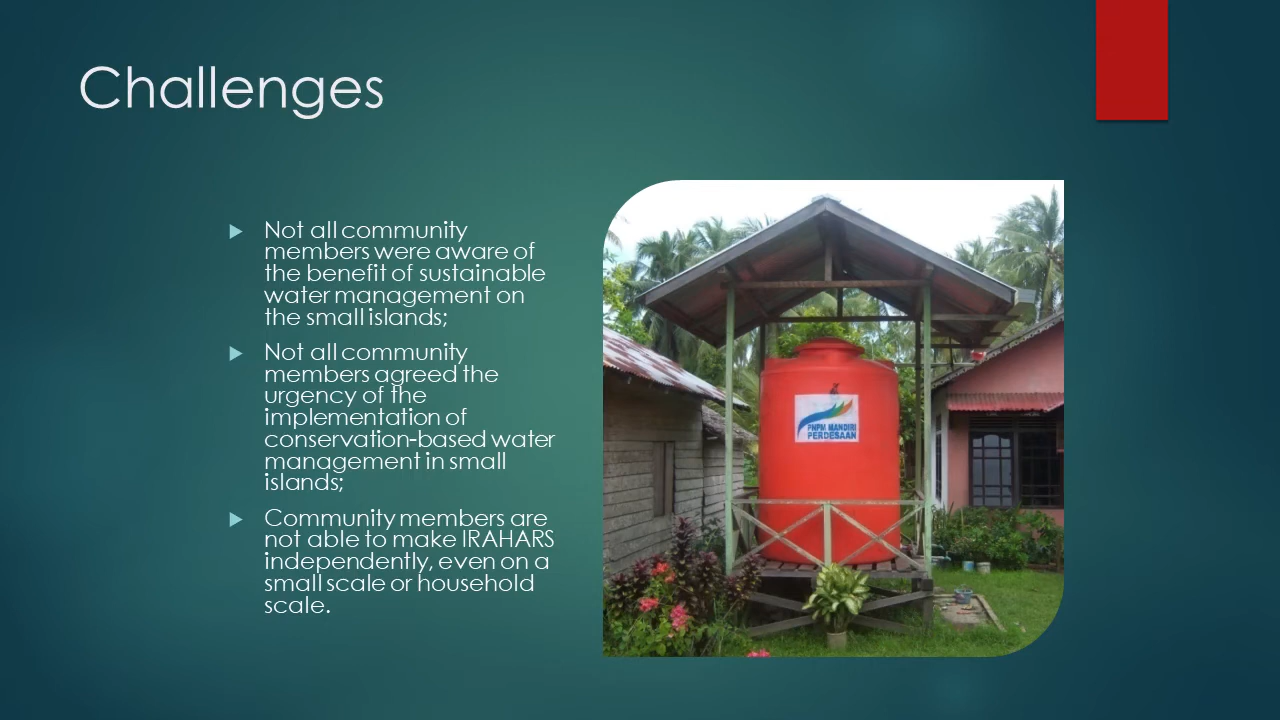 Challenges
Not all community
members were aware of
the benefit of sustainable
water management on
the small islands;
Not all community
members agreed the
urgency of the
implementation of
conservation-based water
management in small
islands;
Community members are
not able to make IRAHARS
independently, even on a
small scale or household
scale.
PNPM MANDIRI
PERDESAAN